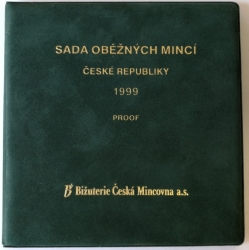 SADA OBĚŽNÝCH MINCÍ
ČESKÉ REPUBLIKY
1999
PROOF
Bižuterie Česká Mincovna a.s.